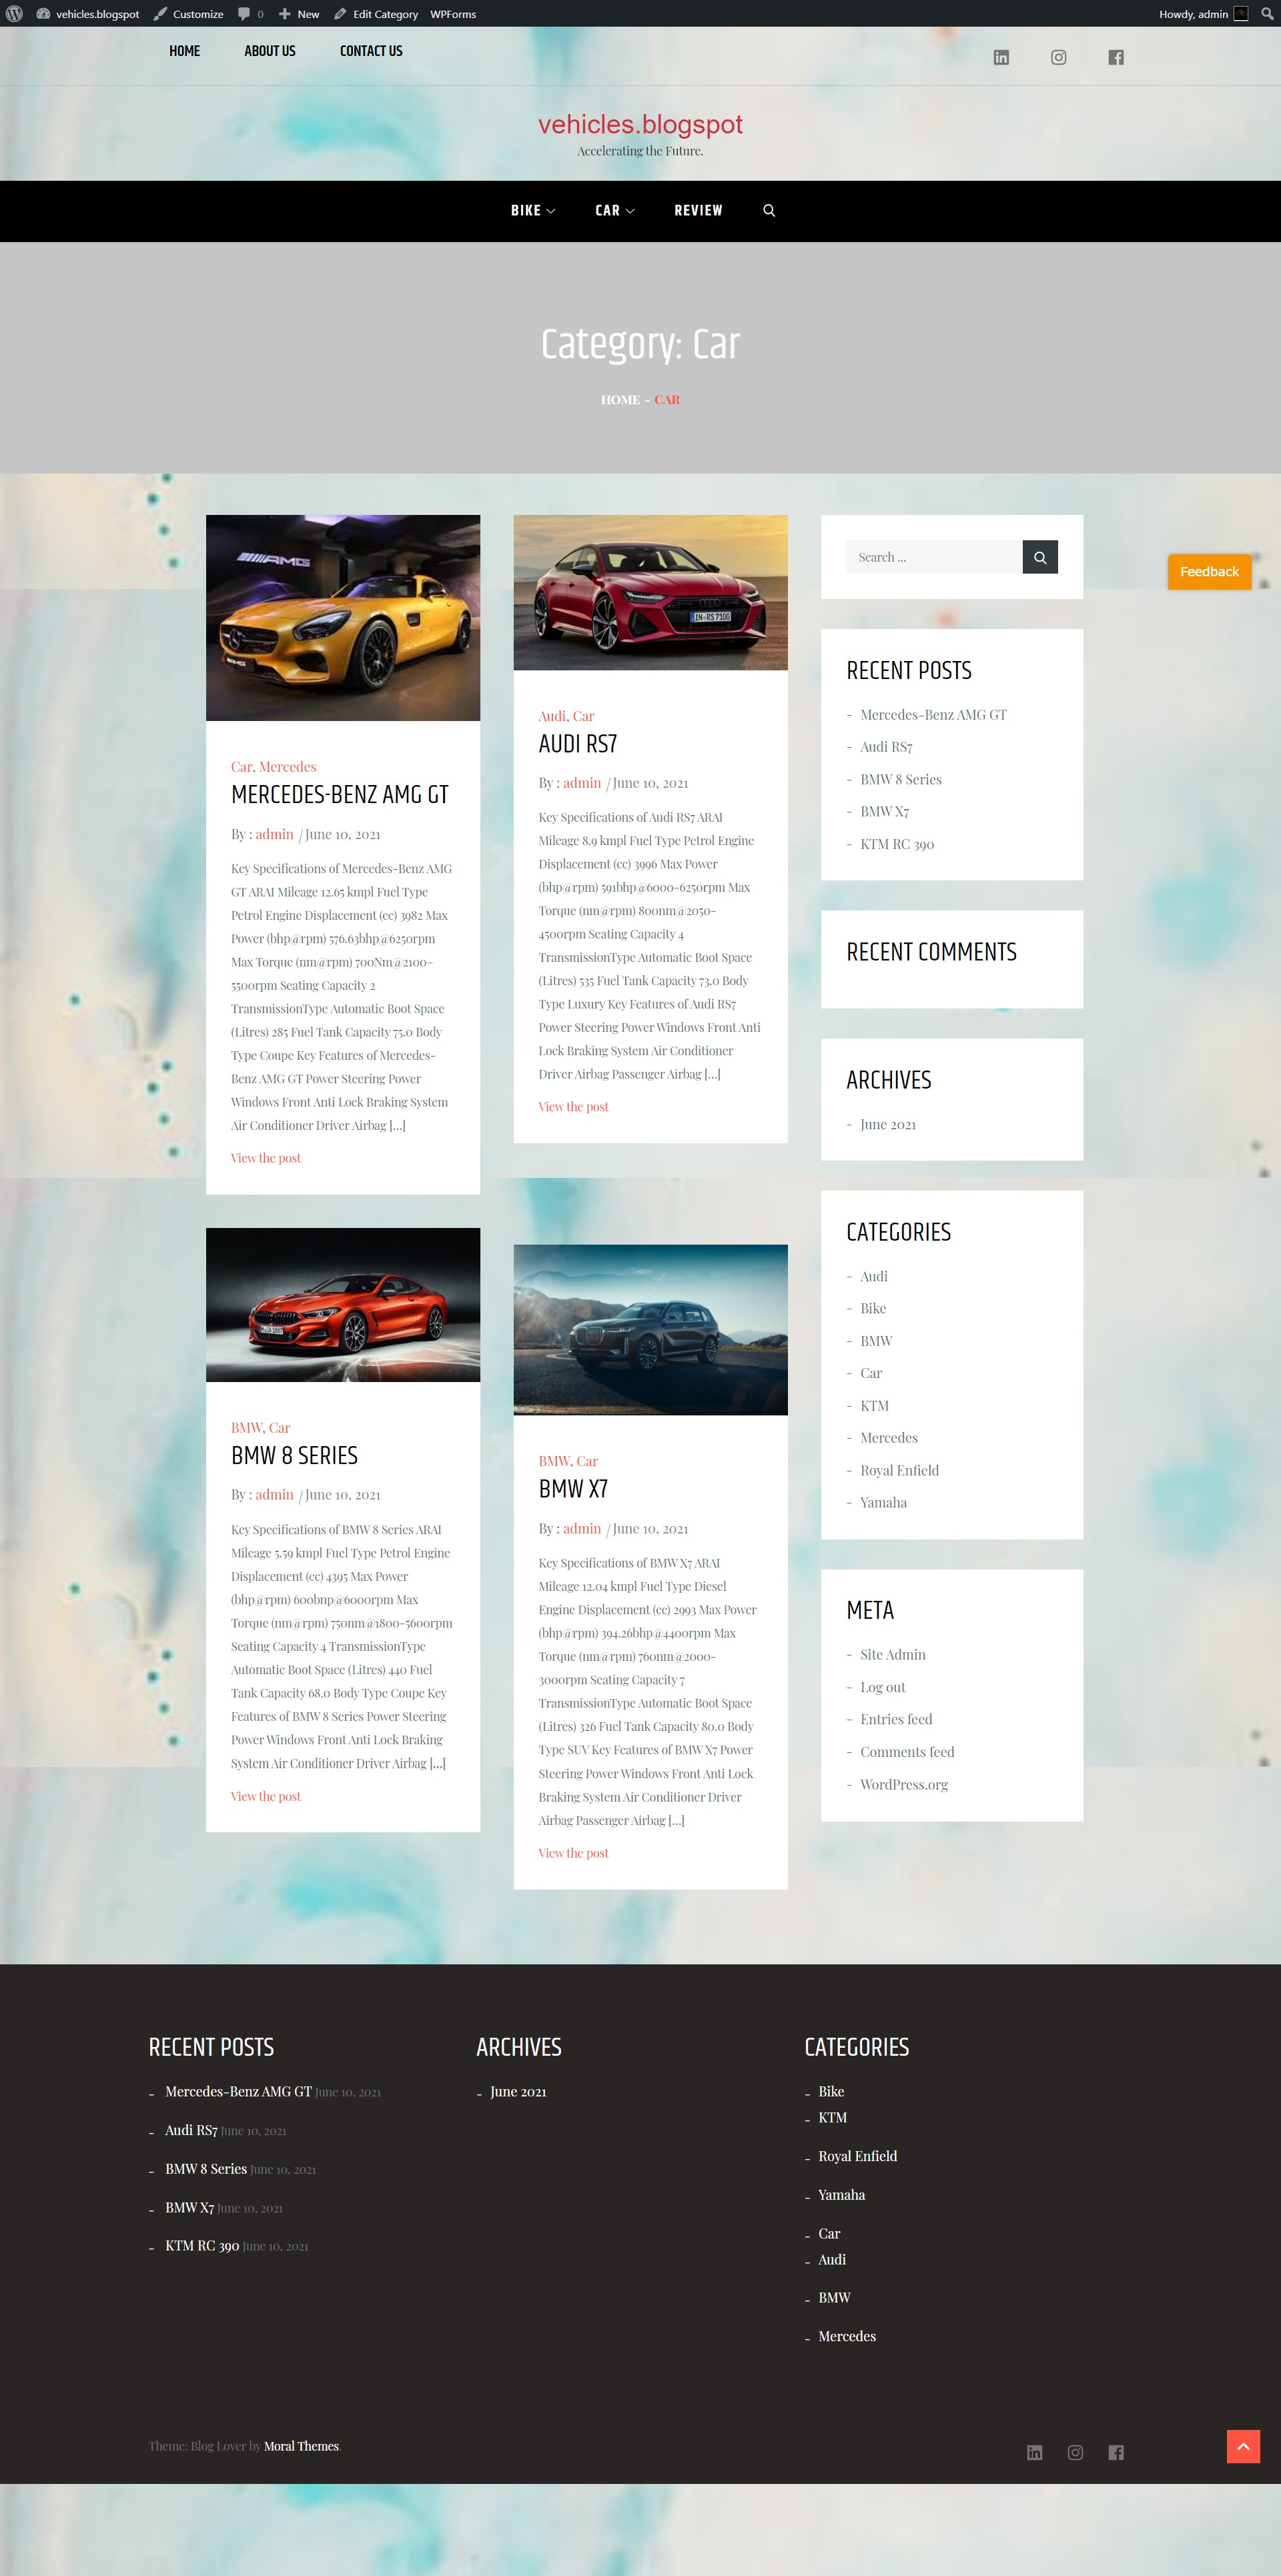 vehicles.blogspot Customize 0 New Edit Category WPForms Howdy, admin
HOME ABOUT US CONTACT US
vehicles.blogspot
Accelerating the Future.
BIKE CAR REVIEW
Category: Car
HOME - CAR
AMG
Car, Mercedes
MERCEDES-BENZ AMG GT
By : admin / June 10, 2021
Key Specifications of Mercedes-Benz AMG
GT ARAI Mileage 12.65 kmpl Fuel Type
Petrol Engine Displacement (cc) 3982 Max
Power (bhp@rpm) 576.63bhp@6250rpm
Max Torque (nm@rpm) 700Nm@2100–
5500rpm Seating Capacity 2
TransmissionType Automatic Boot Space
(Litres) 285 Fuel Tank Capacity 75.0 Body
Type Coupe Key Features of Mercedes-
Benz AMG GT Power Steering Power
Windows Front Anti Lock Braking System
Air Conditioner Driver Airbag [...]
View the post
IN·RS7100
Audi, Car
AUDI RS7
By : admin / June 10, 2021
Key Specifications of Audi RS7 ARAI
Mileage 8.9 kmpl Fuel Type Petrol Engine
Displacement (cc) 3996 Max Power
(bhp@rpm) 591bhp@6000-6250rpm Max
Torque (nm@rpm) 800nm@2050-
4500rpm Seating Capacity 4
TransmissionType Automatic Boot Space
(Litres) 535 Fuel Tank Capacity 73.0 Body
Type Luxury Key Features of Audi RS7
Power Steering Power Windows Front Anti
Lock Braking System Air Conditioner
Driver Airbag Passenger Airbag [...]
View the post
BMW, Car
BMW 8 SERIES
By : admin / June 10, 2021
Key Specifications of BMW 8 Series ARAI
Mileage 5.59 kmpl Fuel Type Petrol Engine
Displacement (cc) 4395 Max Power
(bhp@rpm) 600bnp@6000rpm Max
Torque (nm@rpm) 750nm@1800-5600rpm
Seating Capacity 4 TransmissionType
Automatic Boot Space (Litres) 440 Fuel
Tank Capacity 68.0 Body Type Coupe Key
Features of BMW 8 Series Power Steering
Power Windows Front Anti Lock Braking
System Air Conditioner Driver Airbag [...]
View the post
BMW, Car
BMW X7
By : admin / June 10, 2021
Key Specifications of BMW X7 ARAI
Mileage 12.04 kmpl Fuel Type Diesel
Engine Displacement (cc) 2993 Max Power
(bhp@rpm) 394.26bhp@4400rpm Max
Torque (nm@rpm) 760nm@2000-
3000rpm Seating Capacity 7
TransmissionType Automatic Boot Space
(Litres) 326 Fuel Tank Capacity 80.0 Body
Type SUV Key Features of BMW X7 Power
Steering Power Windows Front Anti Lock
Braking System Air Conditioner Driver
Airbag Passenger Airbag [...]
View the post
Search ...
Feedback
RECENT POSTS
- Mercedes-Benz AMG GT
- Audi RS7
- BMW 8 Series
- BMW X7
- KTM RC 390
RECENT COMMENTS
ARCHIVES
- June 2021
CATEGORIES
- Audi
- Bike
- BMW
- Car
- KTM
- Mercedes
- Royal Enfield
- Yamaha
META
- Site Admin
- Log out
- Entries feed
- Comments feed
- WordPress.org
RECENT POSTS
- Mercedes-Benz AMG GT June 10, 2021
- Audi RS7 June 10, 2021
- BMW 8 Series June 10, 2021
- BMW X7 June 10, 2021
- KTM RC 390 June 10, 2021
ARCHIVES
- June 2021
CATEGORIES
- Bike
- KTM
- Royal Enfield
- Yamaha
- Car
- Audi
- BMW
- Mercedes
Theme: Blog Lover by Moral Themes.